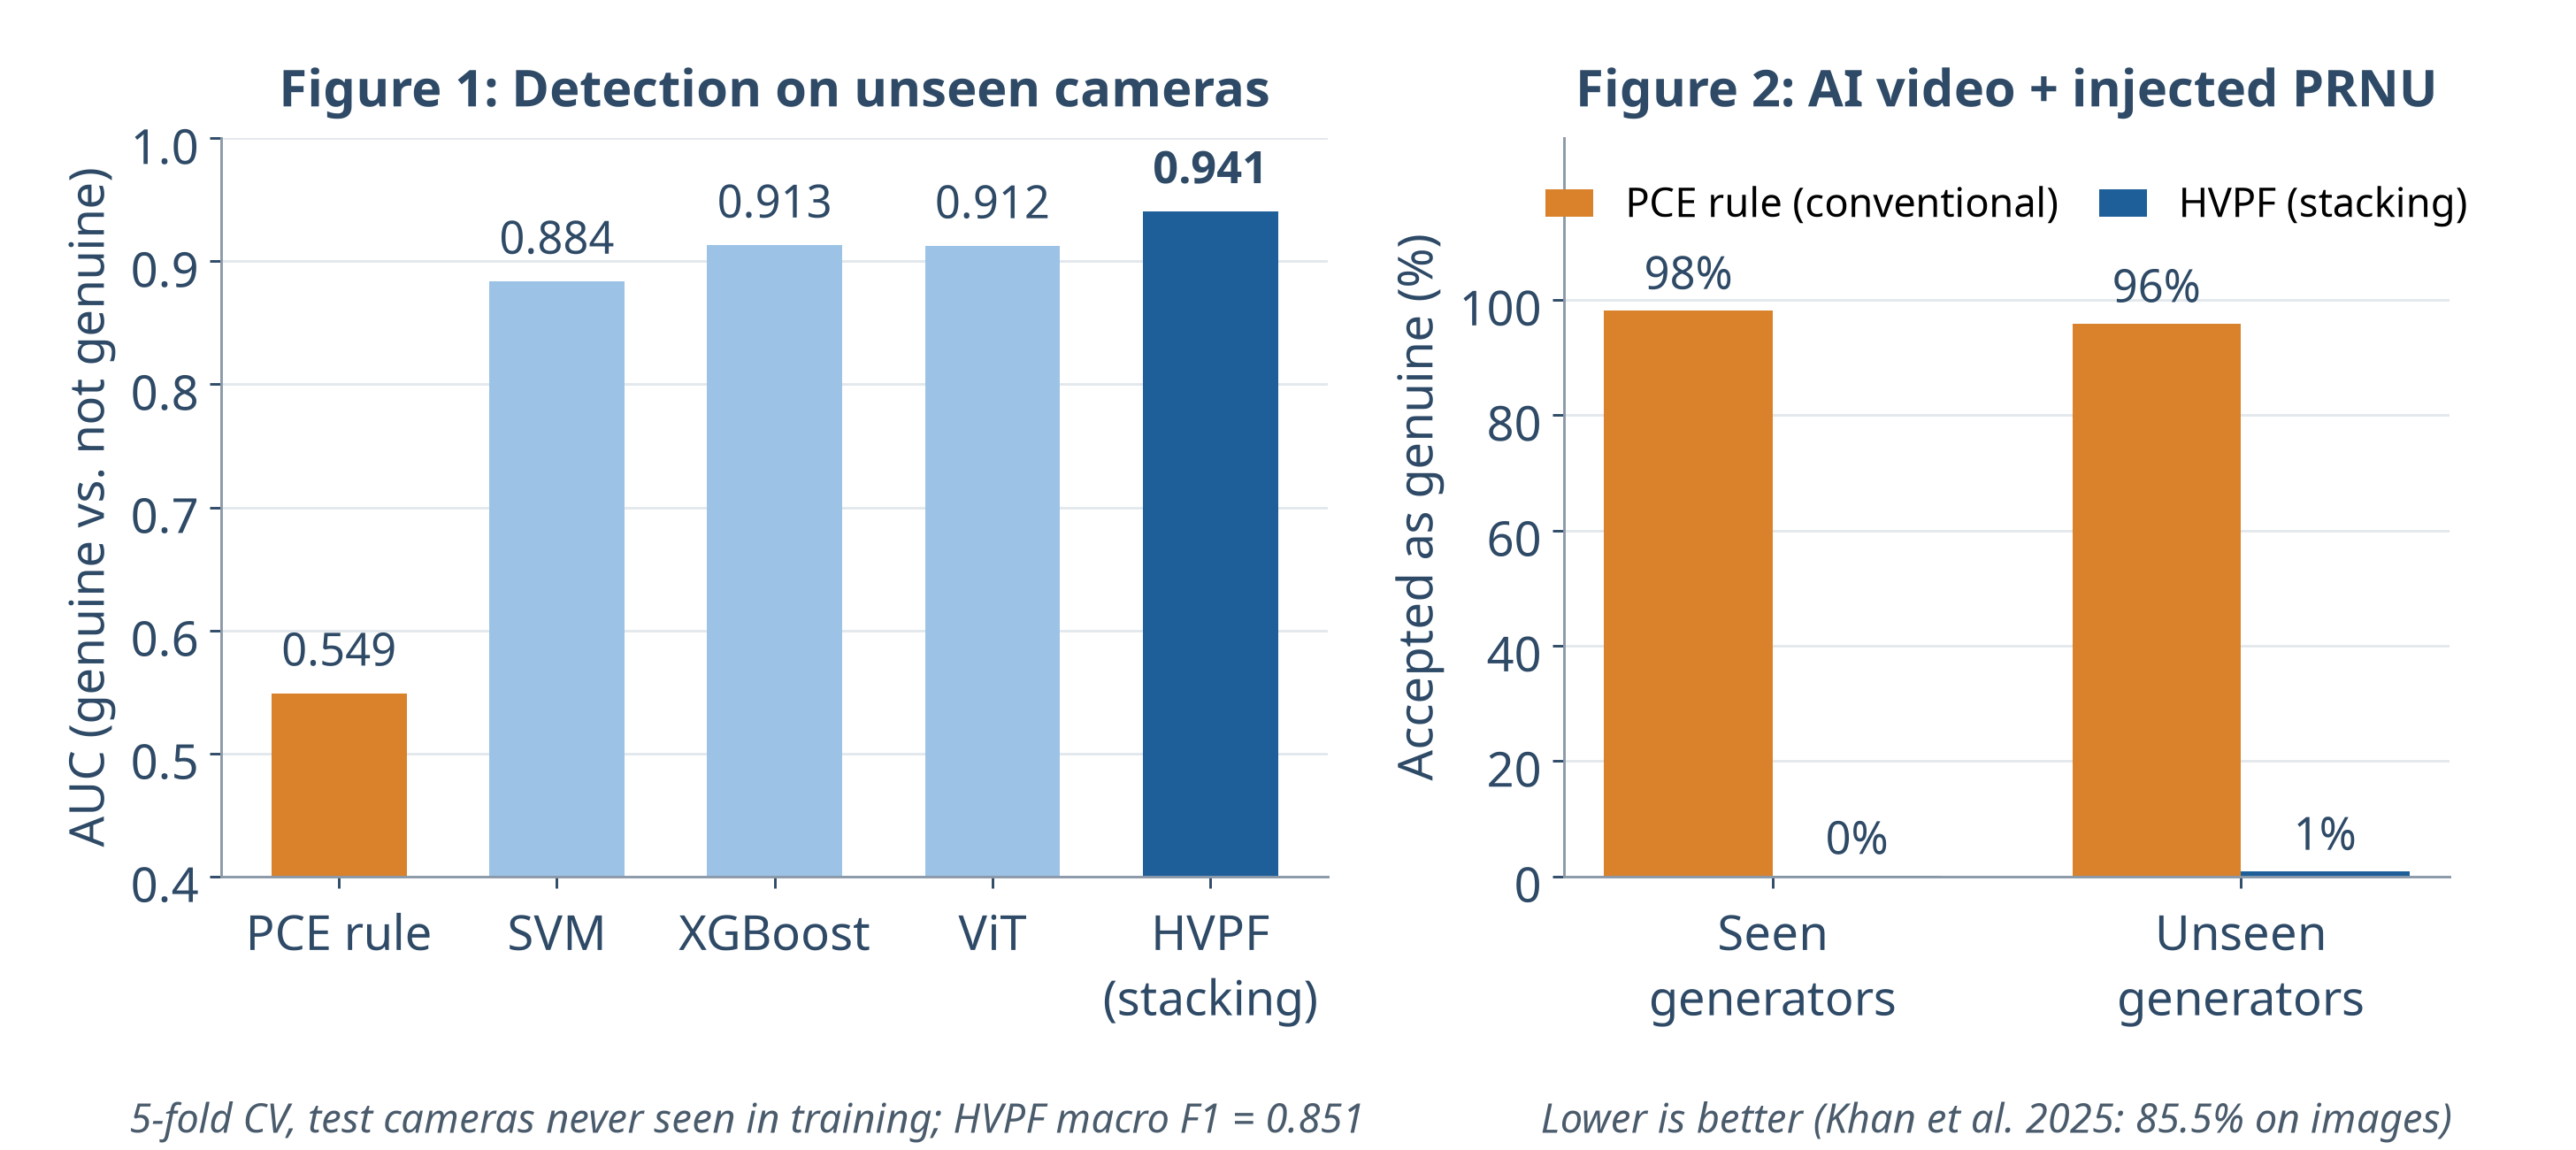 Figure 1: Detection on unseen cameras
AUC (genuine vs. not genuine)
1.0
0.9
0.8
0.7
0.6
0.5
0.4
0.549
0.884
0.913
0.912
0.941
PCE rule
SVM
XGBoost
ViT
HVPF
(stacking)
5-fold CV, test cameras never seen in training; HVPF macro F1 = 0.851
Figure 2: AI video + injected PRNU
PCE rule (conventional)
HVPF (stacking)
Accepted as genuine (%)
100
80
60
40
20
0
98%
0%
96%
1%
Seen
generators
Unseen
generators
Lower is better (Khan et al. 2025: 85.5% on images)